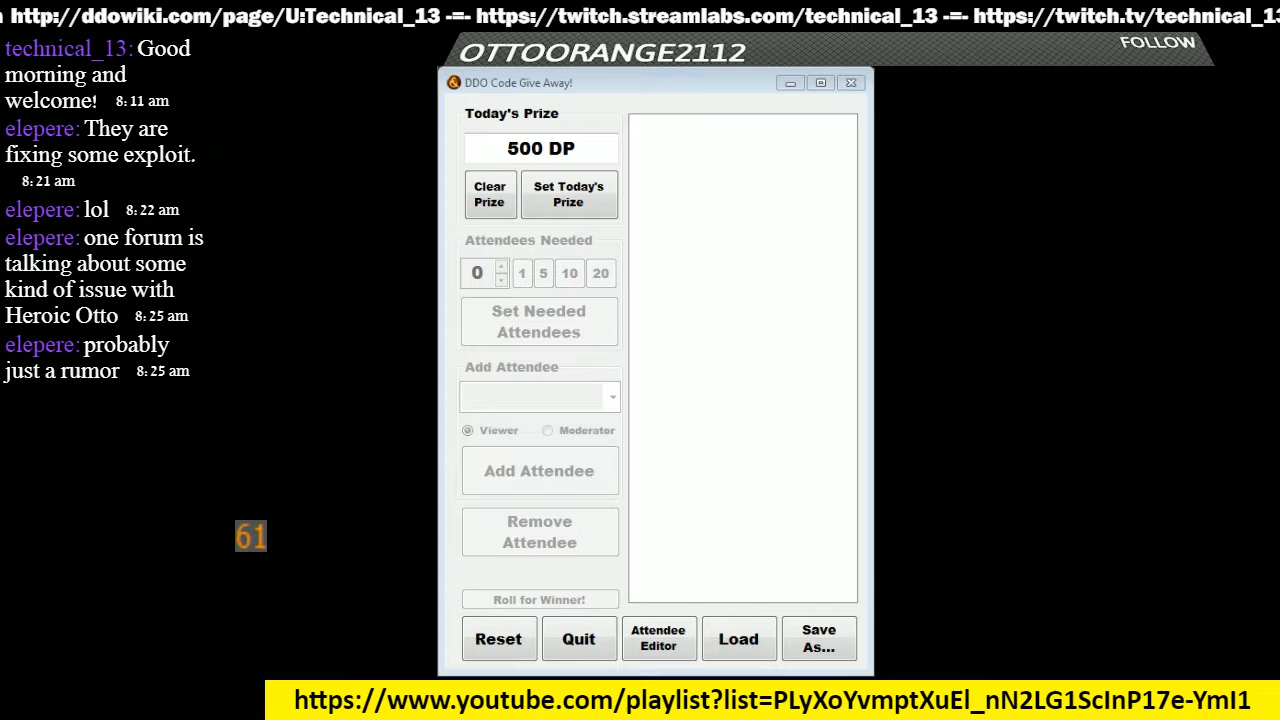 n http://ddowiki.com/page/U:Technical_13 -=- https://twitch.streamlabs.com/technical_13 -=- https://twitch.tv/technical_13
technical_13: Good
morning and
welcome! 8:11 am
elepere: They are
fixing some exploit.
8:21 am
elepere: lol 8:22 am
elepere: one forum is
talking about some
kind of issue with
Heroic Otto 8:25 am
elepere: probably
just a rumor 8:25 am
61
OTTOORANGE2112
FOLLOW
DDO Code Give Away!
Today's Prize
500 DP
Clear
Prize
Set Today's
Prize
Attendees Needed
0 1 5 10 20
Set Needed
Attendees
Add Attendee
Viewer Moderator
Add Attendee
Remove
Attendee
Roll for Winner!
Reset
Quit
Attendee
Editor
Load
Save
As...
https://www.youtube.com/playlist?list=PLyXoYvmptXuEl_nN2LG1ScInP17e-YmI1